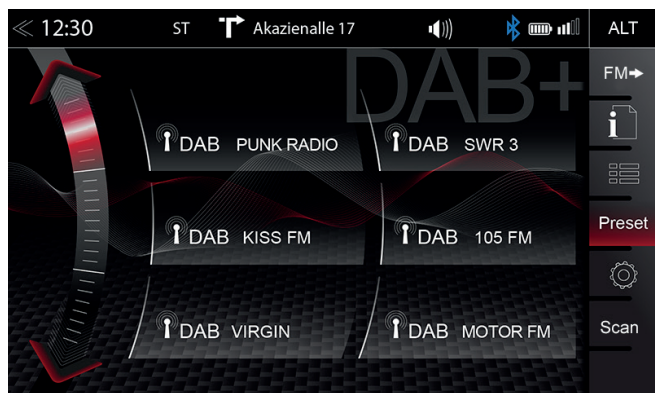 12:30 ST Akazienalle 17 ALT
DAB+
FM
DAB PUNK RADIO DAB SWR 3
DAB KISS FM DAB 105 FM
Preset
DAB VIRGIN DAB MOTOR FM
Scan